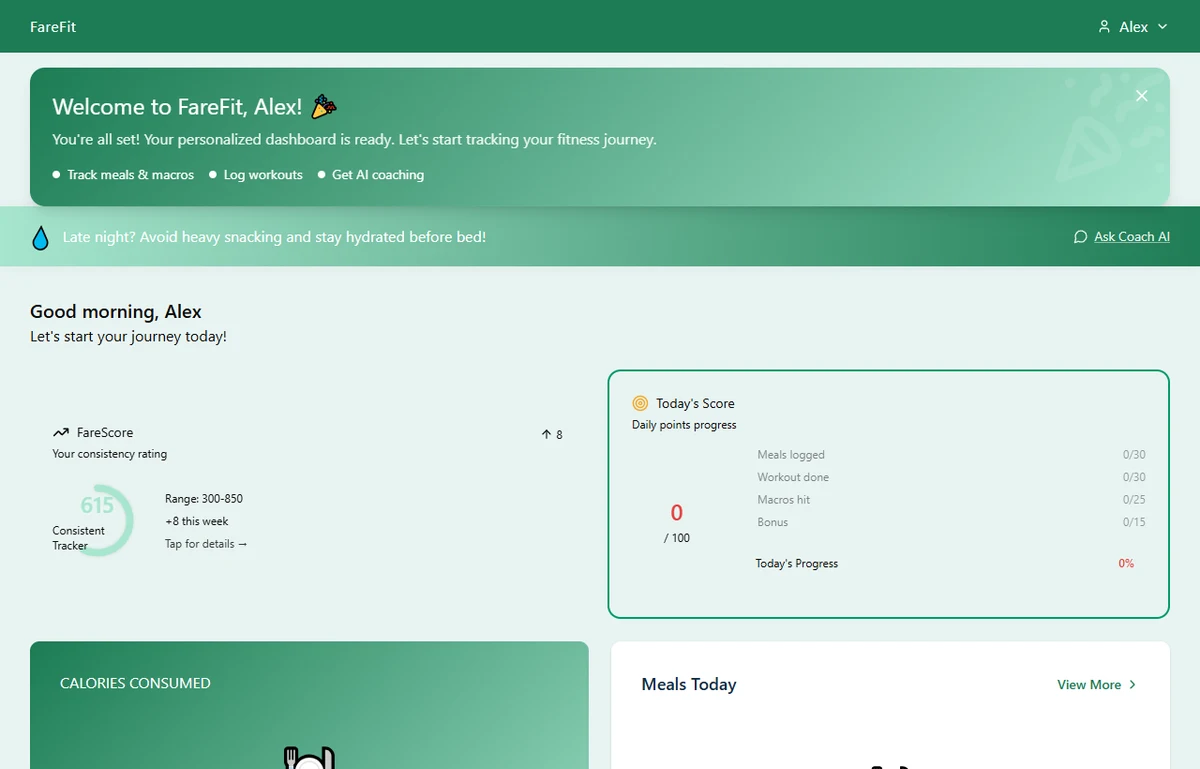 FareFit
Alex
Welcome to FareFit, Alex!
You're all set! Your personalized dashboard is ready. Let's start tracking your fitness journey.
Track meals & macros
Log workouts
Get AI coaching
Late night? Avoid heavy snacking and stay hydrated before bed!
Ask Coach AI
Good morning, Alex
Let's start your journey today!
FareScore
8
Your consistency rating
615
Consistent
Tracker
Range: 300-850
+8 this week
Tap for details →
Today's Score
Daily points progress
0
/ 100
Meals logged 0/30
Workout done 0/30
Macros hit 0/25
Bonus 0/15
Today's Progress 0%
CALORIES CONSUMED
Meals Today
View More